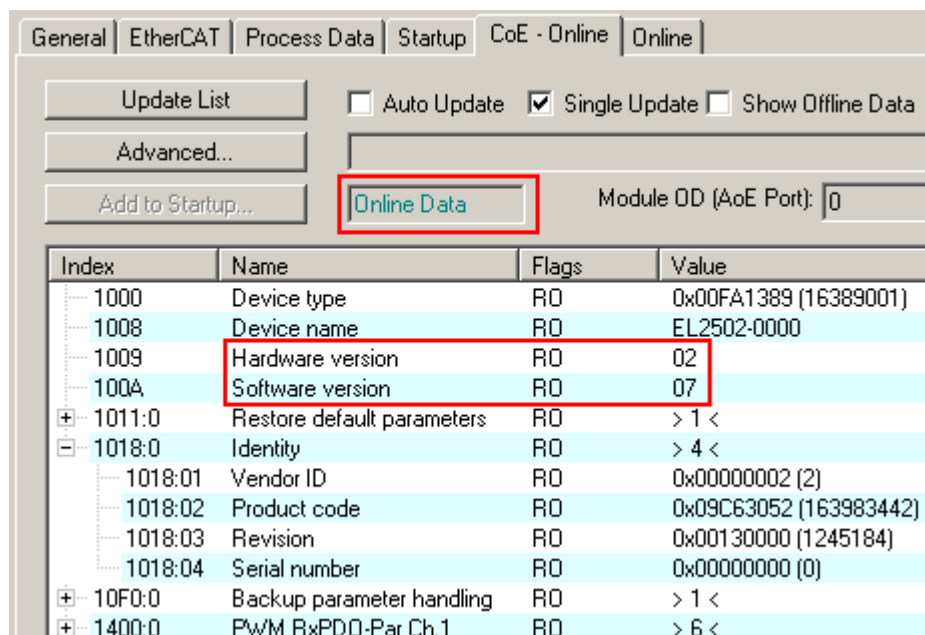 General EtherCAT Process Data Startup CoE - Online Online
Update List Auto Update Single Update Show Offline Data
Advanced...
Add to Startup... Online Data Module OD (AoE Port): 0
Index Name Flags Value
1000 Device type RO 0x00FA1389 (16389001)
1008 Device name RO EL2502-0000
1009 Hardware version RO 02
100A Software version RO 07
1011:0 Restore default parameters RO > 1 <
1018:0 Identity RO > 4 <
1018:01 Vendor ID RO 0x00000002 (2)
1018:02 Product code RO 0x09C63052 (163983442)
1018:03 Revision RO 0x00130000 (1245184)
1018:04 Serial number RO 0x00000000 (0)
10F0:0 Backup parameter handling RO > 1 <
1400:0 PWM RxPDO-Par Ch.1 RO > 6 <